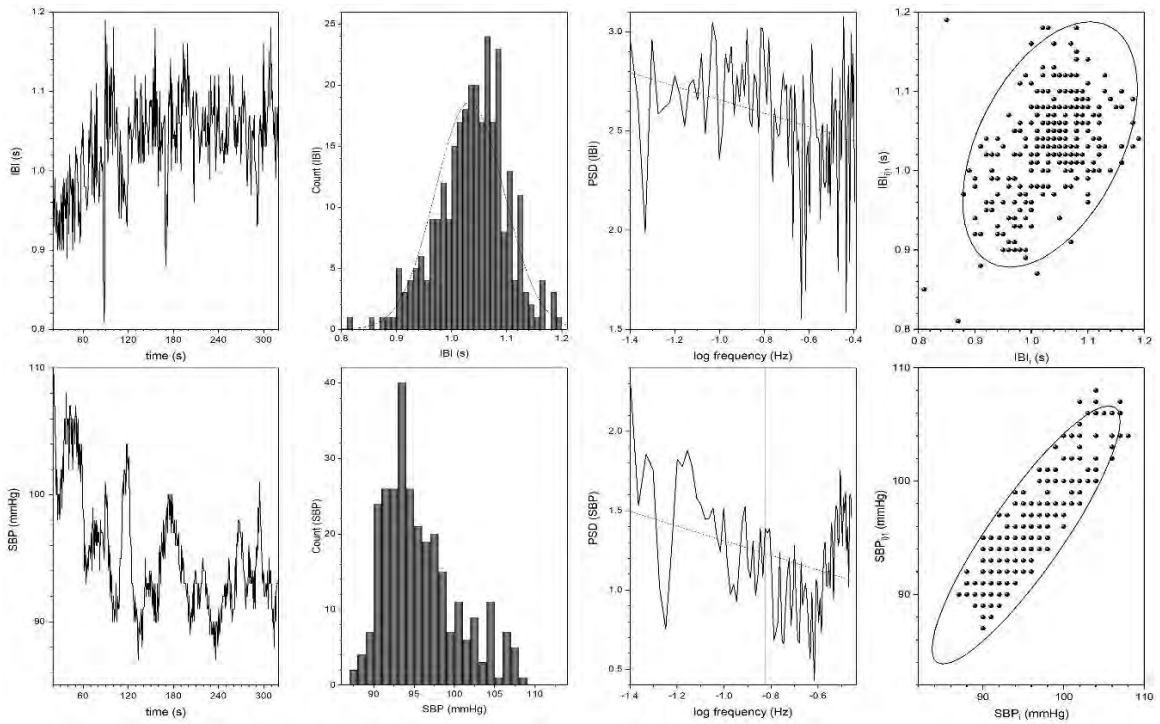 IBI (s)
1.2
1.1
1.0
0.9
0.8
60 120 180 240 300
time (s)
Count (IBI)
25
20
15
10
5
0
0.8 0.9 1.0 1.1 1.2
IBI (s)
PSD (IBI)
3.0
2.5
2.0
1.5
-1.4 -1.2 -1.0 -0.8 -0.6 -0.4
log frequency (Hz)
IBIi|1 (s)
1.2
1.1
1.0
0.9
0.8
0.8 0.9 1.0 1.1 1.2
IBIi (s)
SBP (mmHg)
110
100
90
60 120 180 240 300
time (s)
Count (SBP)
40
30
20
10
0
90 95 100 105 110
SBP (mmHg)
PSD (SBP)
2.0
1.5
1.0
0.5
-1.4 -1.2 -1.0 -0.8 -0.6
log frequency (Hz)
SBPi|1 (mmHg)
110
100
90
90 100 110
SBPi (mmHg)